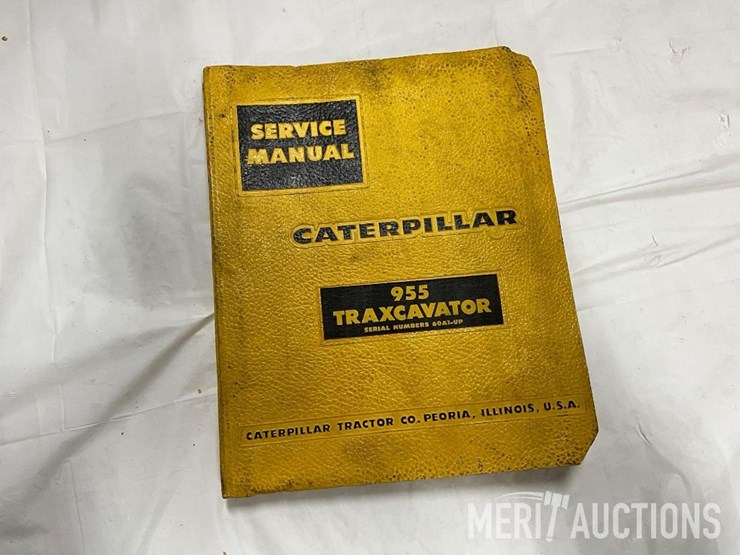 SERVICE
MANUAL
CATERPILLAR
955
TRAXCAVATOR
SERIAL NUMBERS 60A1-UP
CATERPILLAR TRACTOR CO. PEORIA, ILLINOIS, U.S.A.
MERIT AUCTIONS